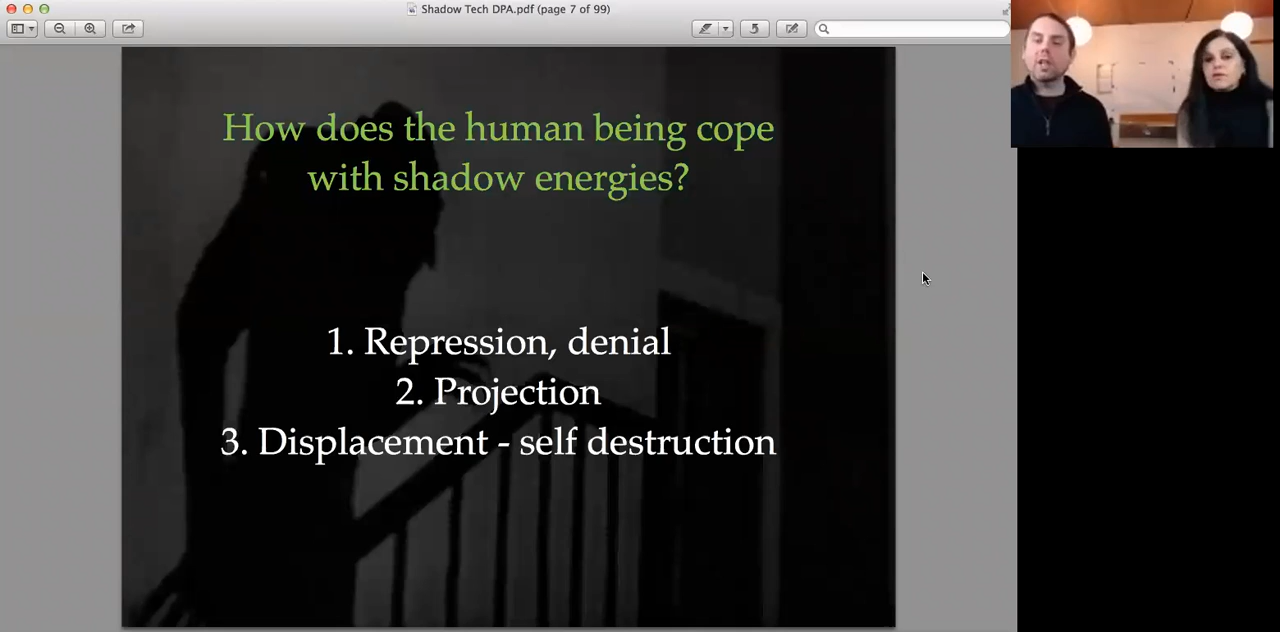 Shadow Tech DPA.pdf (page 7 of 99)
How does the human being cope
with shadow energies?
1. Repression, denial
2. Projection
3. Displacement - self destruction